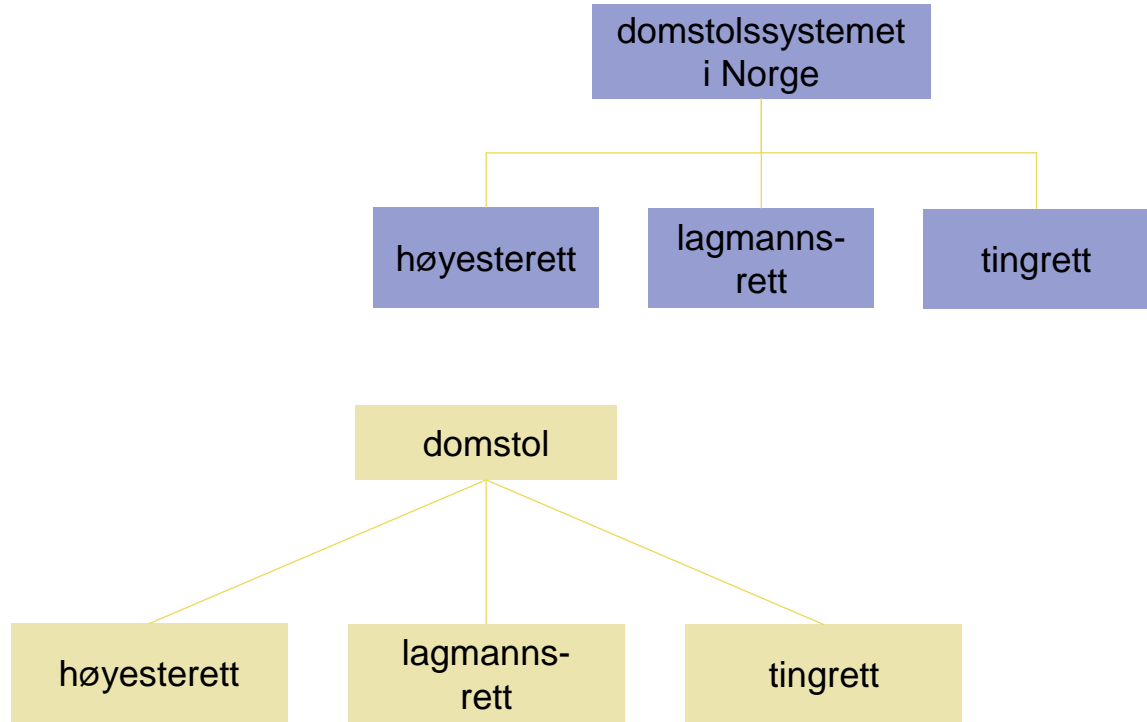 domstolssystemet
i Norge
høyesterett
lagmanns-
rett
tingrett
domstol
høyesterett
lagmanns-
rett
tingrett